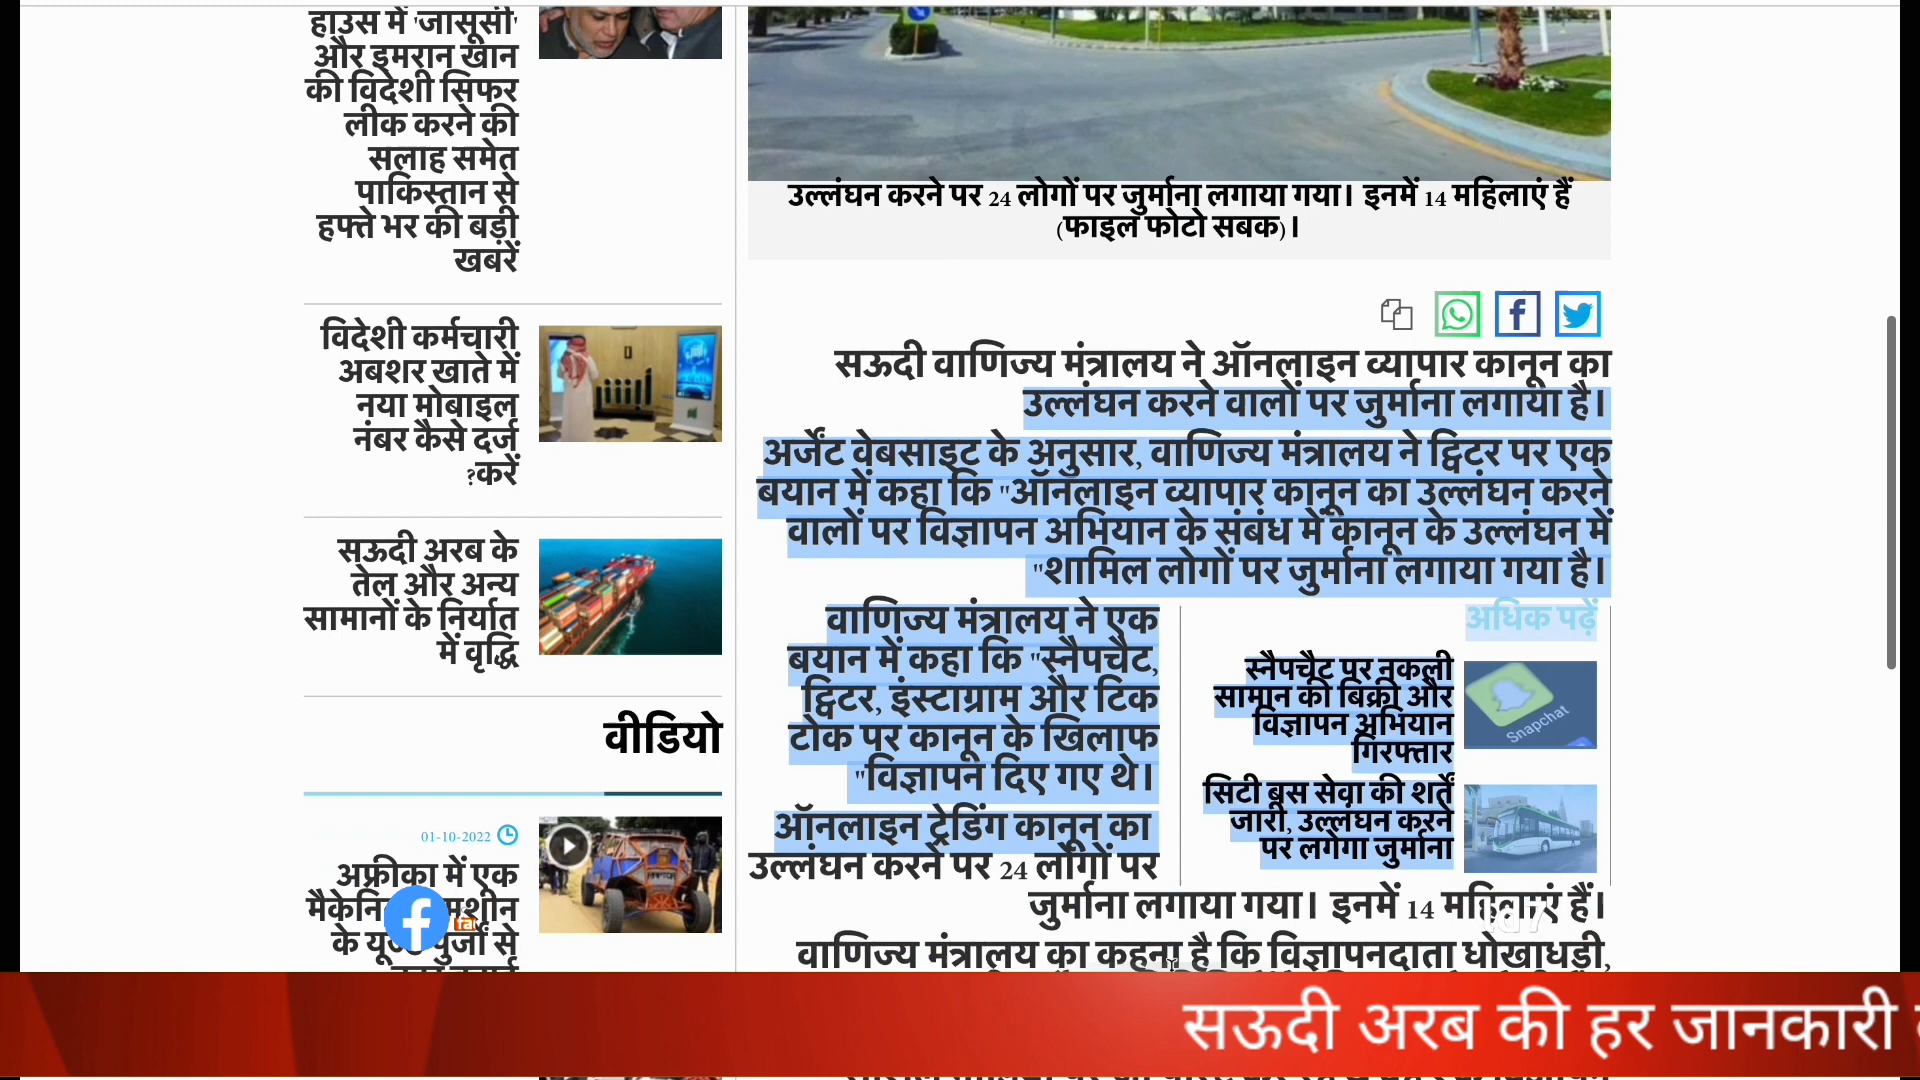 हाउस में 'जासूसी'
और इमरान खान
की विदेशी सिफर
लीक करने की
सलाह समेत
पाकिस्तान से
हफ्ते भर की बड़ी
खबरें
विदेशी कर्मचारी
अबशर खाते में
नया मोबाइल
नंबर कैसे दर्ज
?करें
सऊदी अरब के
तेल और अन्य
सामानों के निर्यात
में वृद्धि
वीडियो
01-10-2022
अफ्रीका में एक
के पुर्जों से
उल्लंघन करने पर 24 लोगों पर जुर्माना लगाया गया। इनमें 14 महिलाएं हैं
(फाइल फोटो सबक)।
सऊदी वाणिज्य मंत्रालय ने ऑनलाइन व्यापार कानून का
उल्लंघन करने वालों पर जुर्माना लगाया है।
अर्जेंट वेबसाइट के अनुसार, वाणिज्य मंत्रालय ने ट्विटर पर एक
बयान में कहा कि "ऑनलाइन व्यापार कानून का उल्लंघन करने
वालों पर विज्ञापन अभियान के संबंध में कानून के उल्लंघन में
"शामिल लोगों पर जुर्माना लगाया गया है।
अधिक पढ़ें
स्नैपचैट पर नकली
सामान की बिक्री और
विज्ञापन अभियान
गिरफ्तार
Snapchat
सिटी बस सेवा की शर्तें
जारी, उल्लंघन करने
पर लगेगा जुर्माना
वाणिज्य मंत्रालय ने एक
बयान में कहा कि "स्नैपचैट,
ट्विटर, इंस्टाग्राम और टिक
टोक पर कानून के खिलाफ
"विज्ञापन दिए गए थे।
ऑनलाइन ट्रेडिंग कानून का
उल्लंघन करने पर 24 लोगों पर
जुर्माना लगाया गया। इनमें 14 महिलाएं हैं।
वाणिज्य मंत्रालय का कहना है कि विज्ञापनदाता धोखाधड़ी,
सऊदी अरब की हर जानकारी